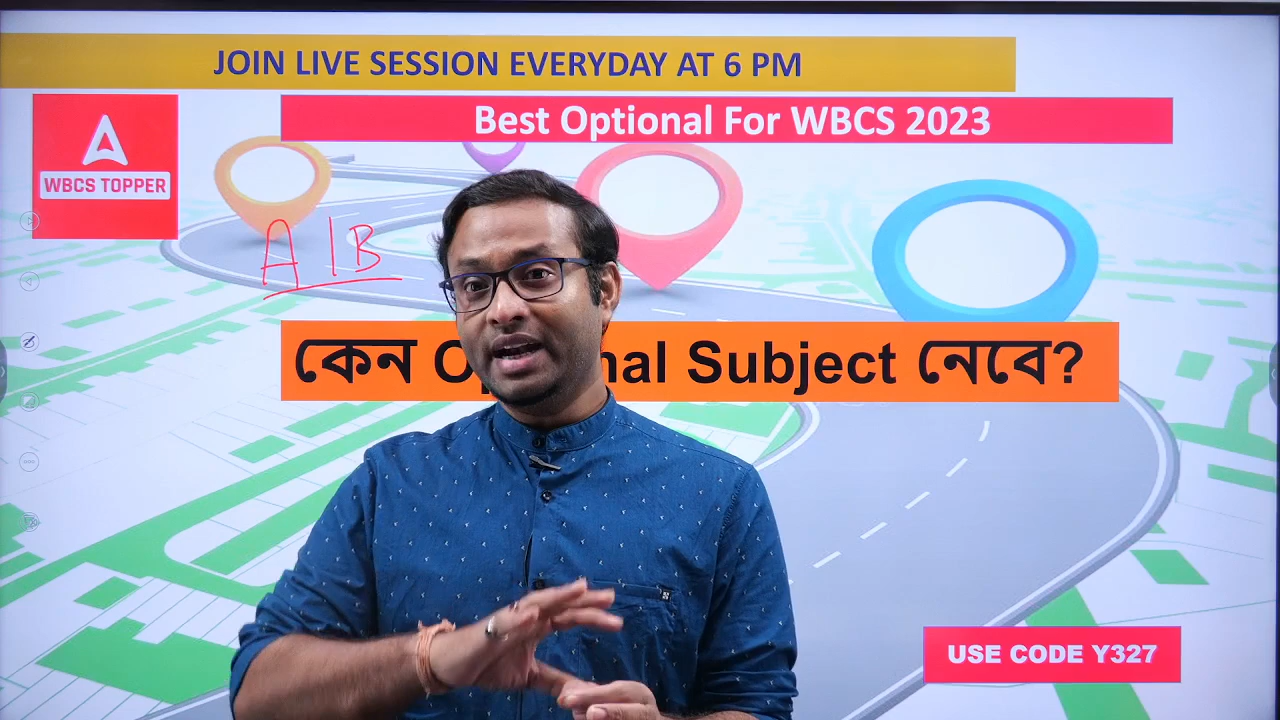 JOIN LIVE SESSION EVERYDAY AT 6 PM
Best Optional For WBCS 2023
WBCS TOPPER
A | B
কেন Subject নেবে?
USE CODE Y327